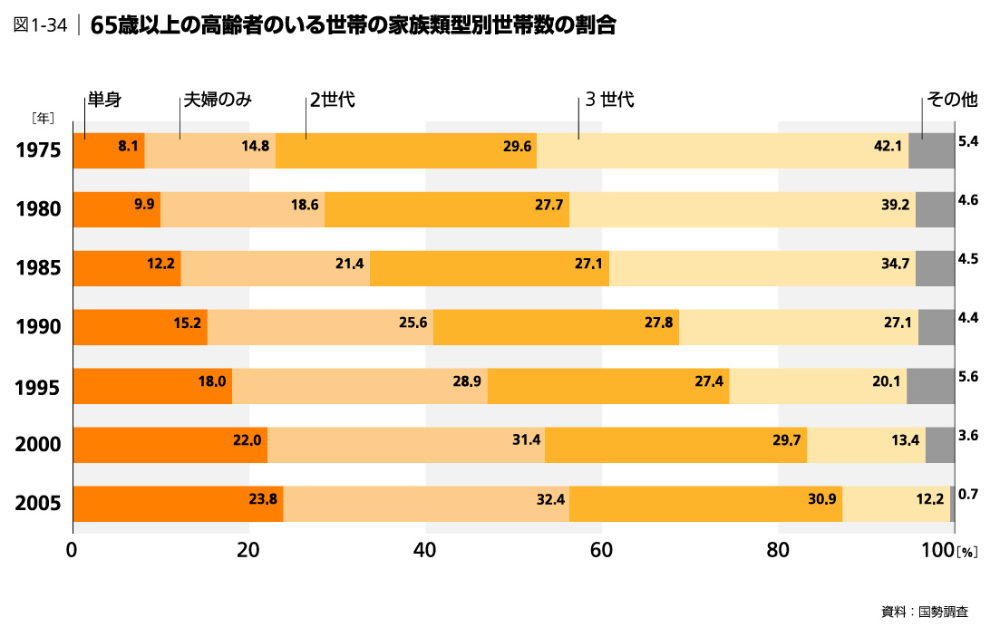 図1-34 65歳以上の高齢者のいる世帯の家族類型別世帯数の割合
単身 夫婦のみ 2世代 3世代 その他
[年]
1975 8.1 14.8 29.6 42.1 5.4
1980 9.9 18.6 27.7 39.2 4.6
1985 12.2 21.4 27.1 34.7 4.5
1990 15.2 25.6 27.8 27.1 4.4
1995 18.0 28.9 27.4 20.1 5.6
2000 22.0 31.4 29.7 13.4 3.6
2005 23.8 32.4 30.9 12.2 0.7
0 20 40 60 80 100[%]
資料：国勢調査